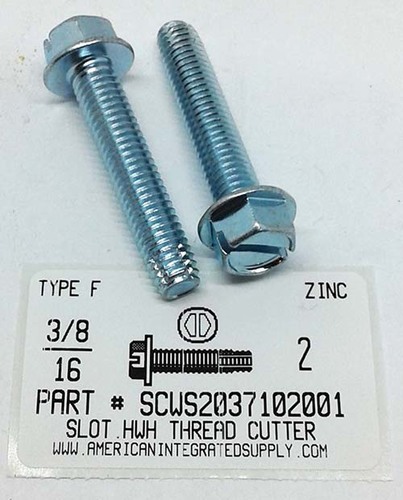 TYPE F ZINC
3/8
16
2
PART # SCWS2037102001
SLOT.HWH THREAD CUTTER
WWW.AMERICANINTEGRATEDSUPPLY.COM